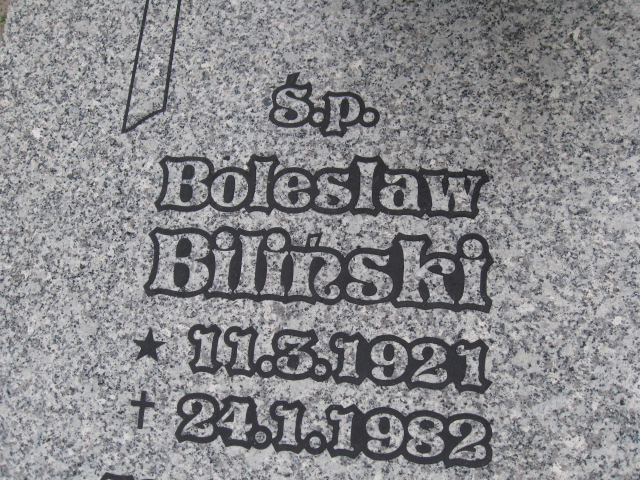 Ś.p.
Bolesław
Biliński
★ 11.3.1921
✝ 24.1.1982